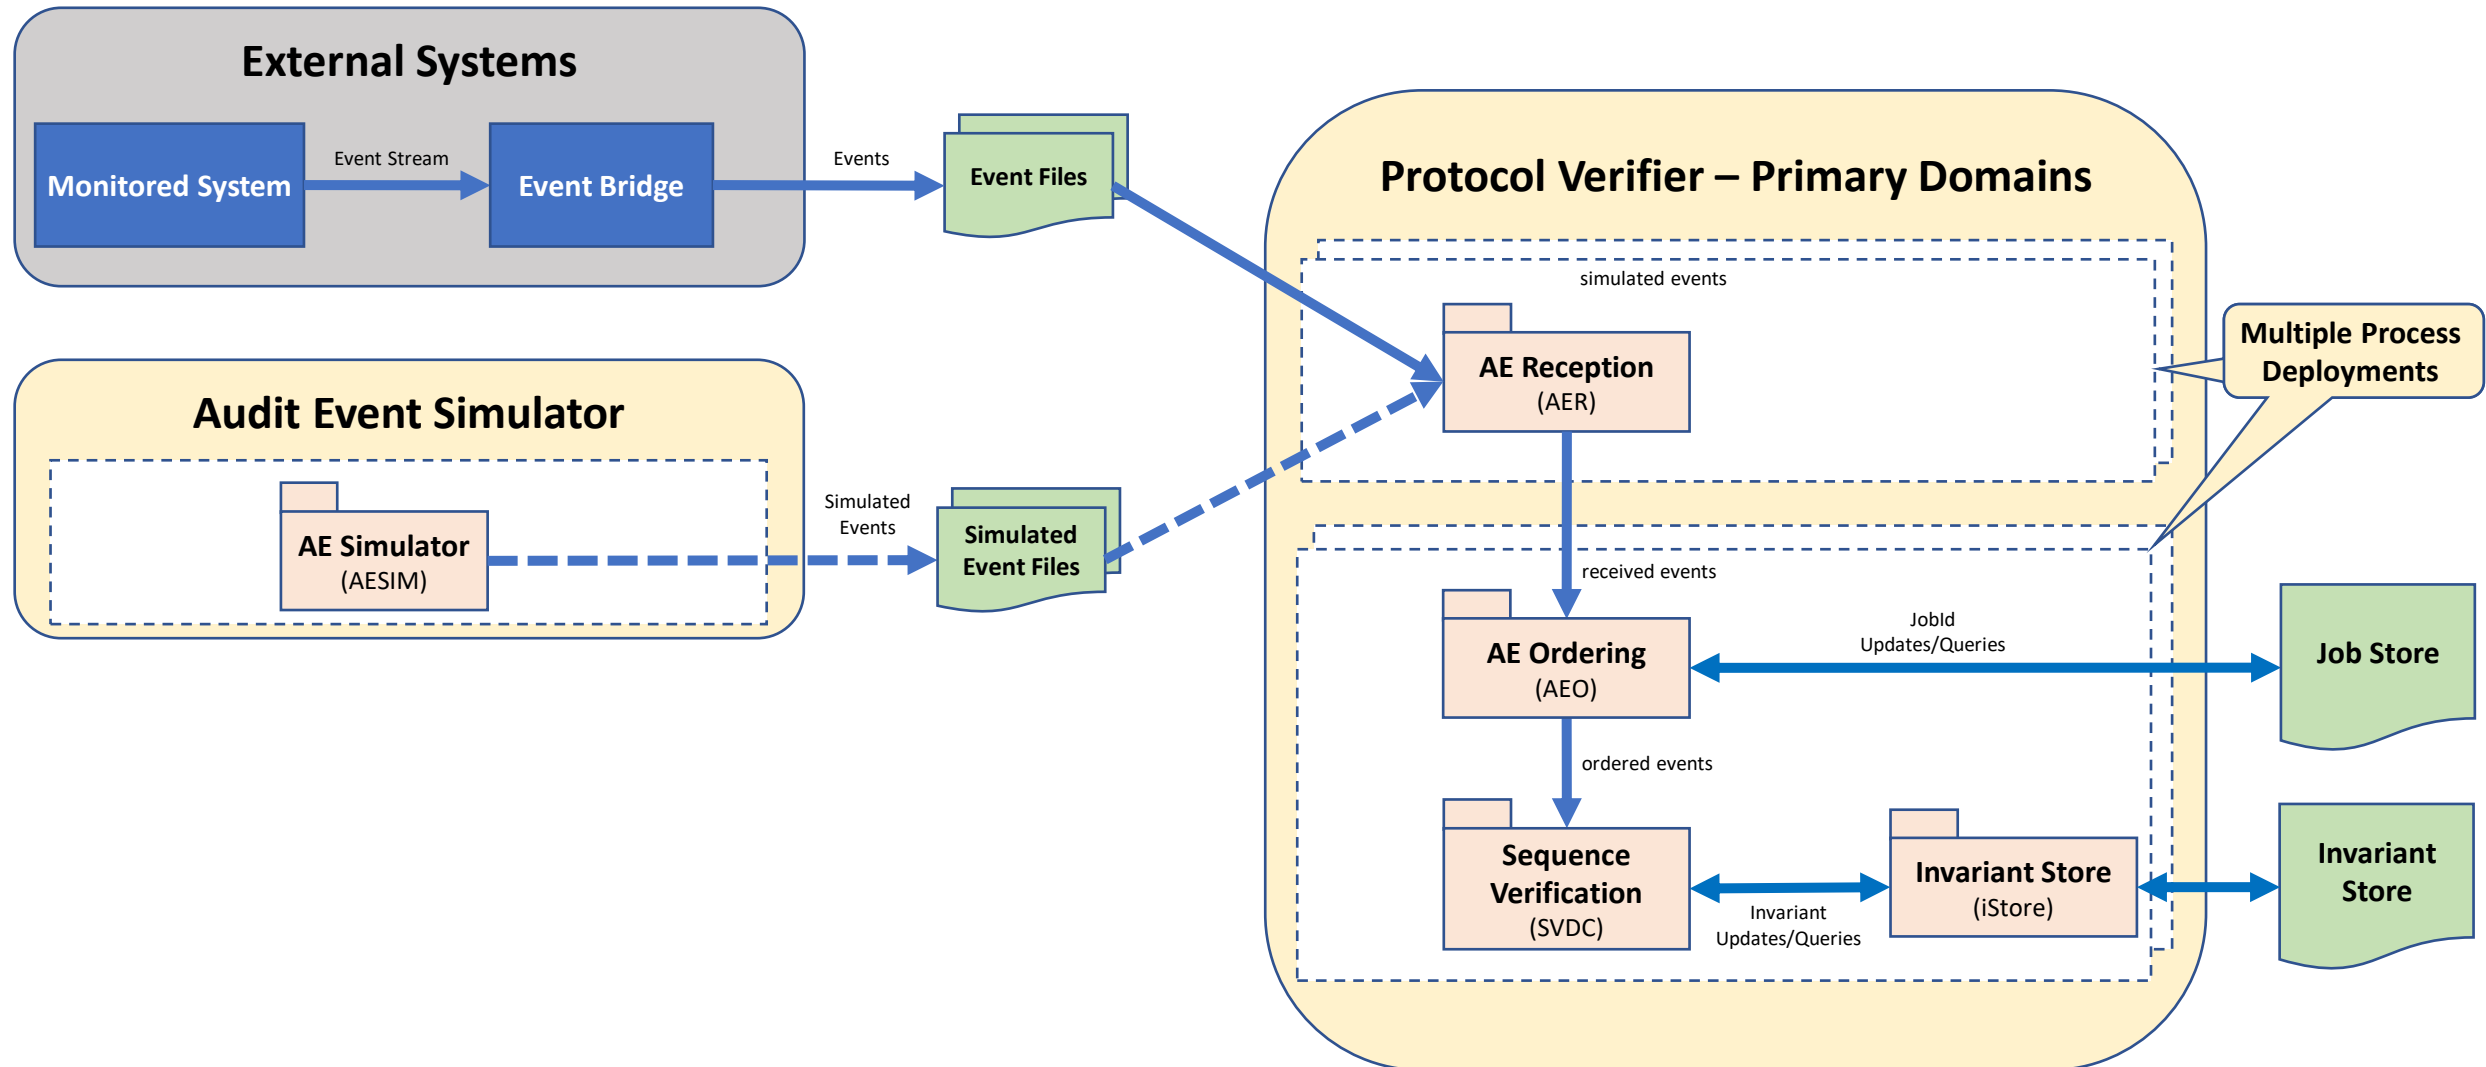 External Systems
Monitored System
Event Stream
Event Bridge
Events
Event Files
Audit Event Simulator
AE Simulator
(AESIM)
Simulated
Events
Simulated
Event Files
Protocol Verifier – Primary Domains
simulated events
AE Reception
(AER)
Multiple Process
Deployments
received events
AE Ordering
(AEO)
JobId
Updates/Queries
Job Store
ordered events
Sequence
Verification
(SVDC)
Invariant
Updates/Queries
Invariant Store
(iStore)
Invariant
Store